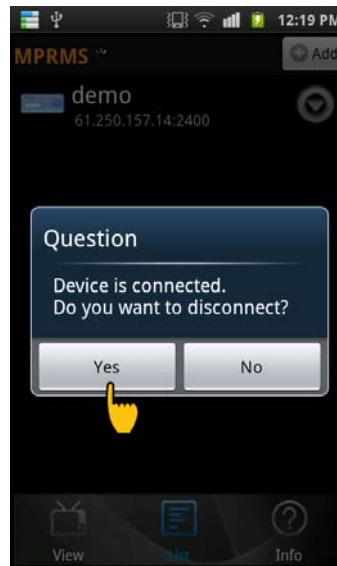 12:19 PM
MPRMS
Add
demo
61.250.157.14:2400
Question
Device is connected.
Do you want to disconnect?
Yes
No
View
List
Info